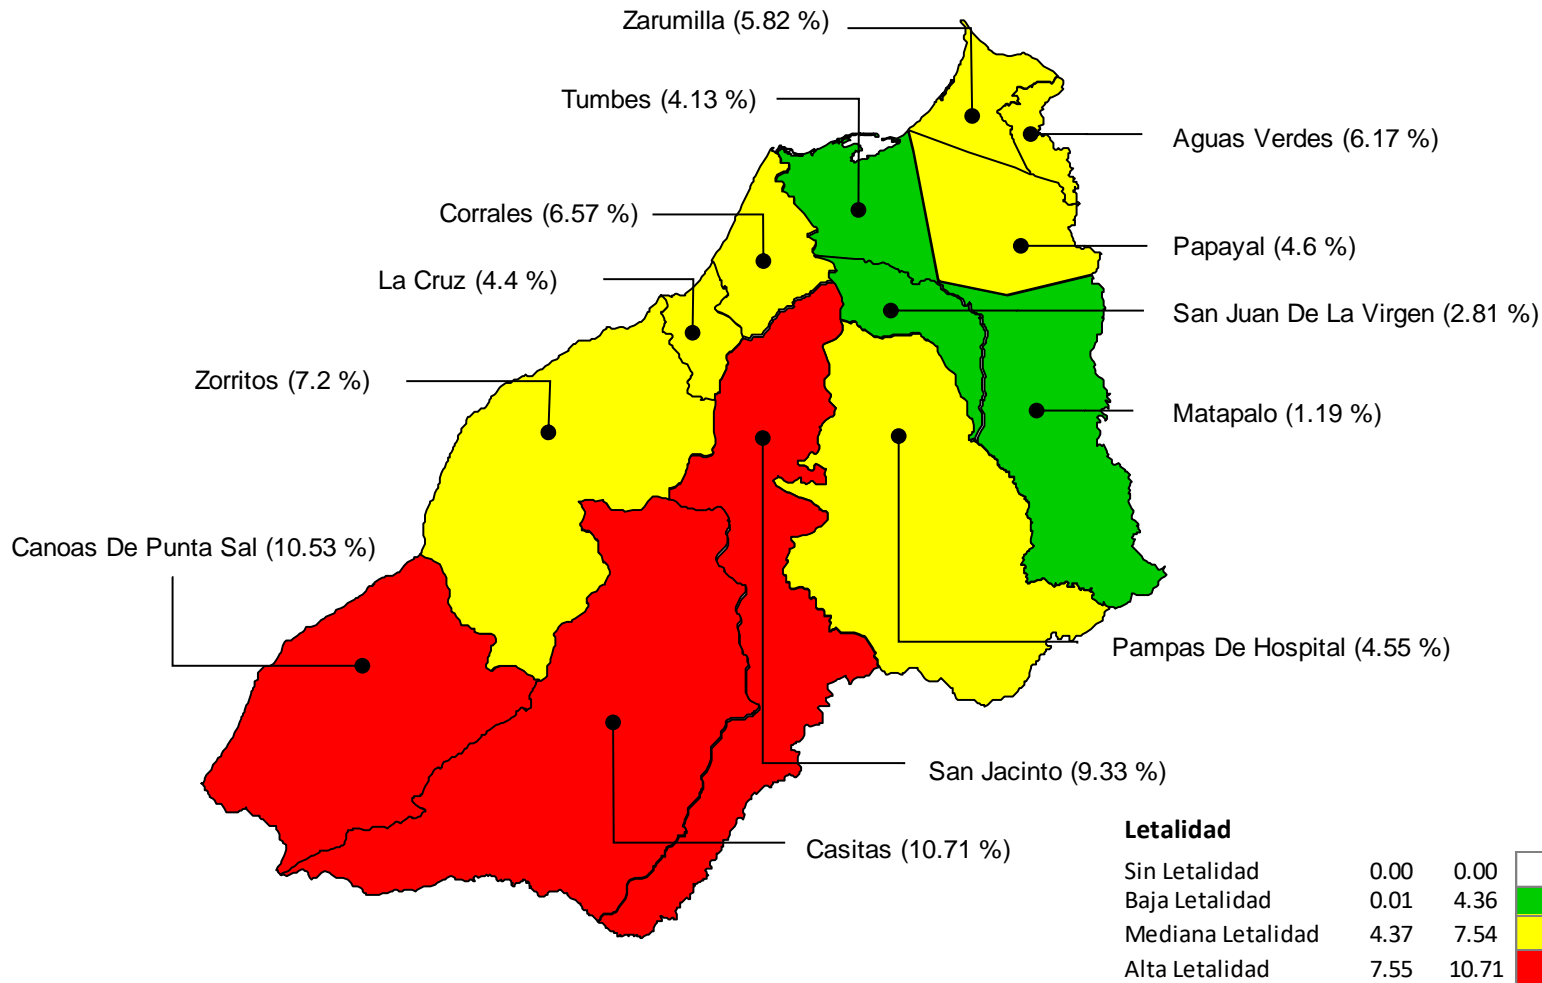 Zarumilla (5.82 %)
Tumbes (4.13 %)
Aguas Verdes (6.17 %)
Corrales (6.57 %)
Papayal (4.6 %)
La Cruz (4.4 %)
San Juan De La Virgen (2.81 %)
Zorritos (7.2 %)
Matapalo (1.19 %)
Canoas De Punta Sal (10.53 %)
Pampas De Hospital (4.55 %)
San Jacinto (9.33 %)
Casitas (10.71 %)
Letalidad
Sin Letalidad 0.00 0.00
Baja Letalidad 0.01 4.36
Mediana Letalidad 4.37 7.54
Alta Letalidad 7.55 10.71